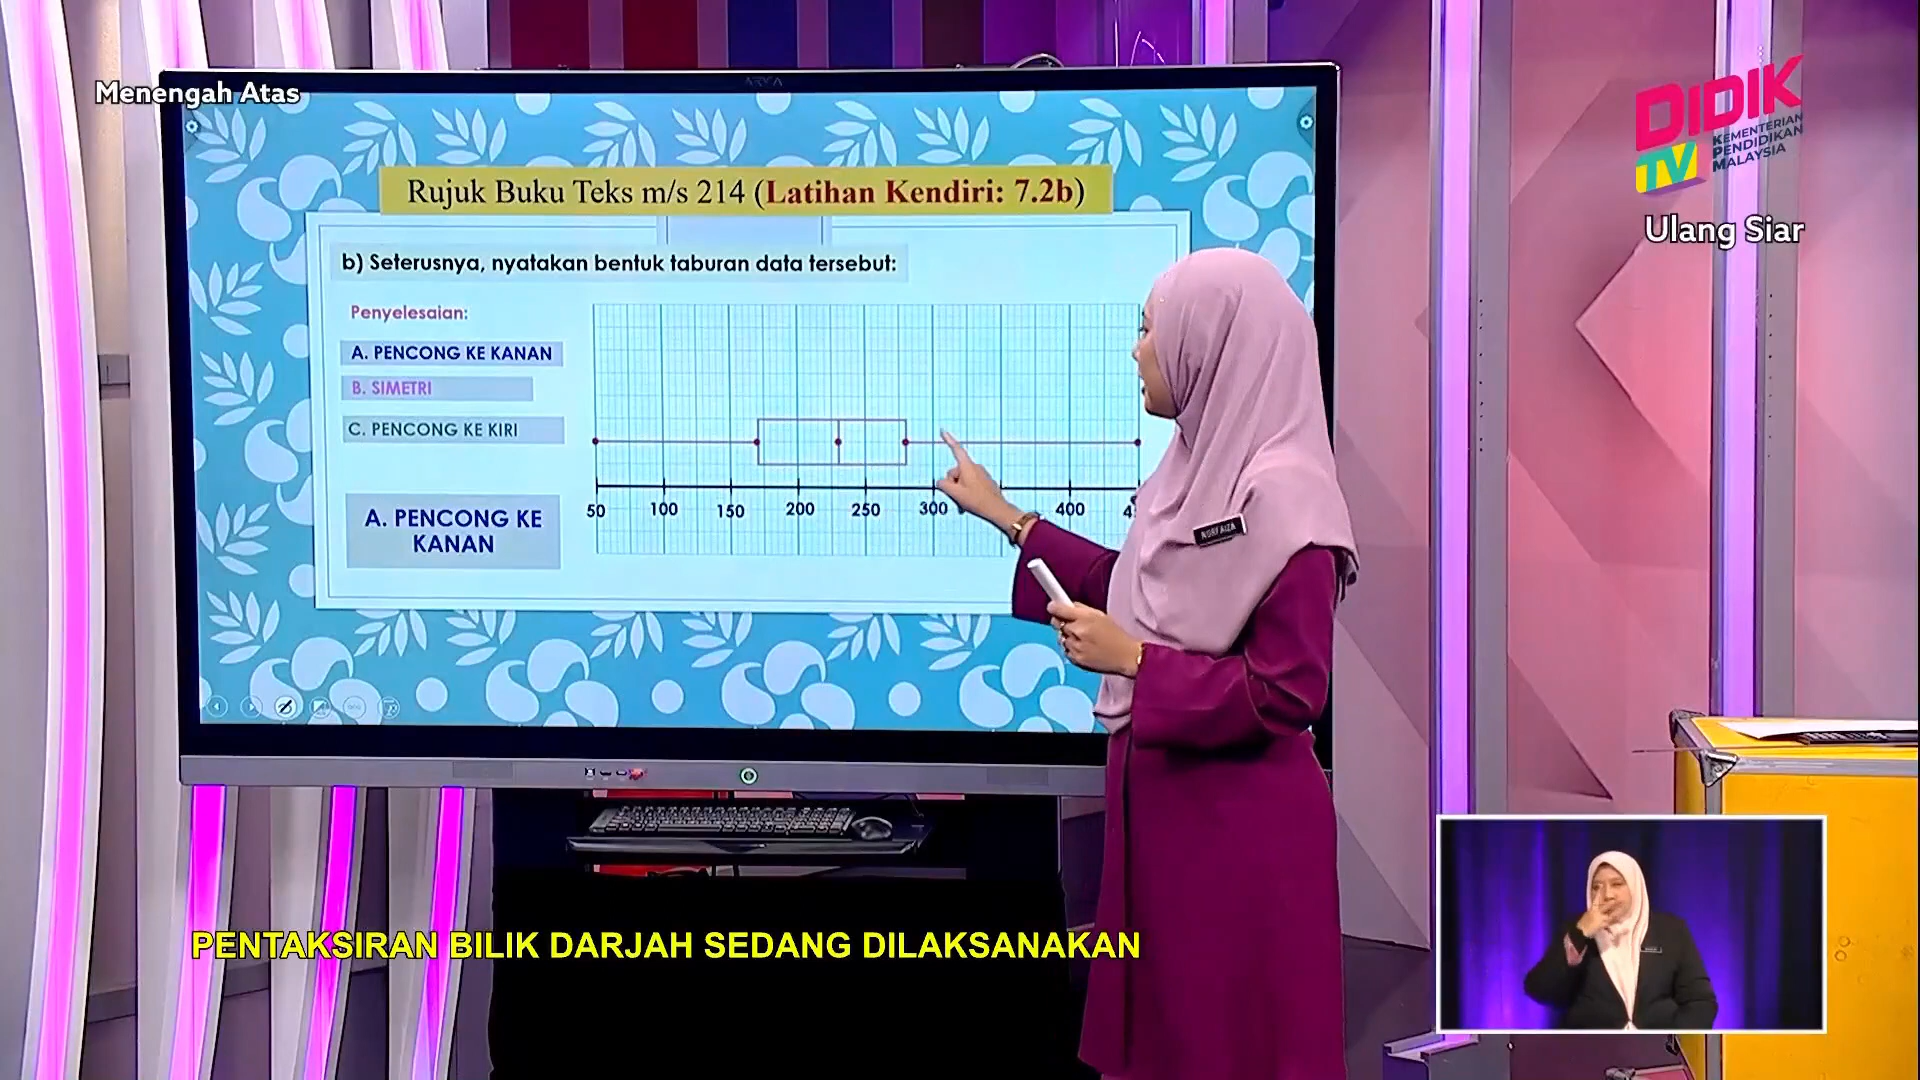 Menengah Atas
DIDIK
TV
KEMENTERIAN
PENDIDIKAN
MALAYSIA
Ulang Siar
Rujuk Buku Teks m/s 214 (Latihan Kendiri: 7.2b)
b) Seterusnya, nyatakan bentuk taburan data tersebut:
Penyelesaian:
A. PENCONG KE KANAN
B. SIMETRI
C. PENCONG KE KIRI
A. PENCONG KE
KANAN
50 100 150 200 250 300 400
PENTAKSIRAN BILIK DARJAH SEDANG DILAKSANAKAN